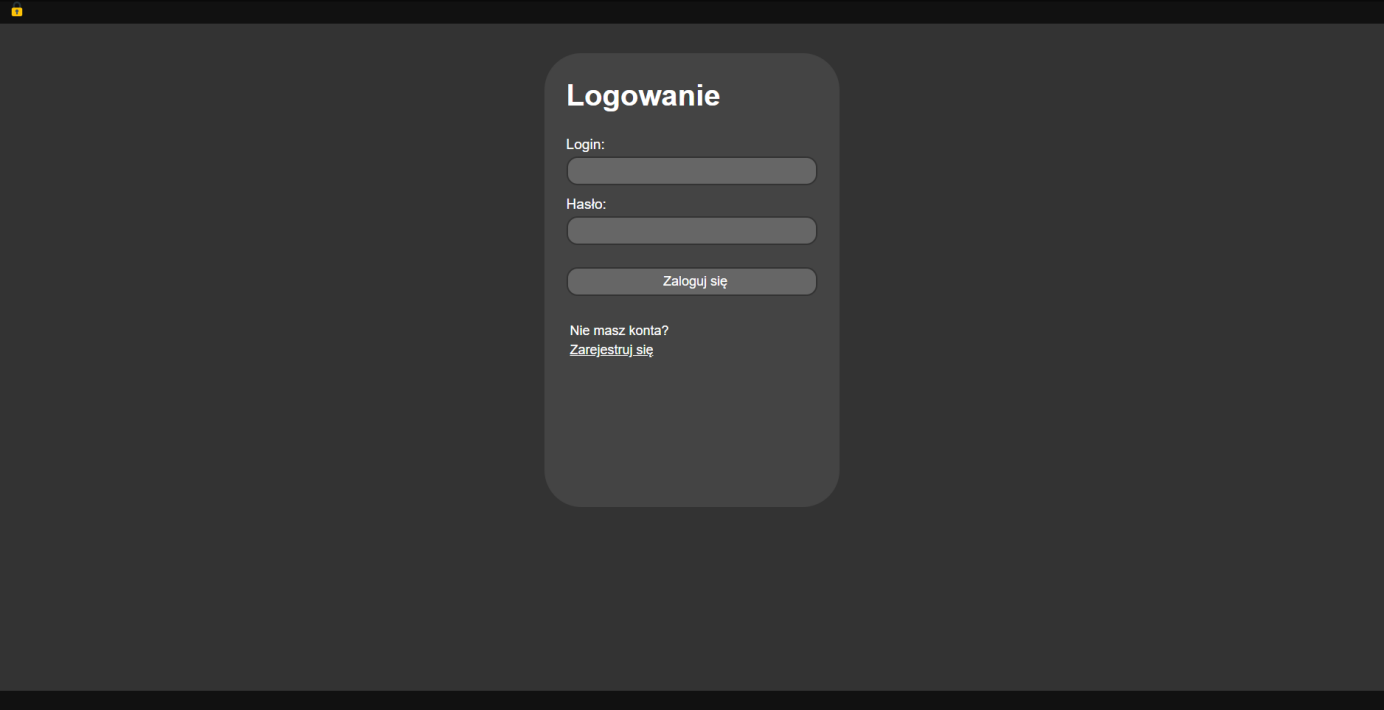 Logowanie
Login:
Hasło:
Zaloguj się
Nie masz konta?
Zarejestruj się